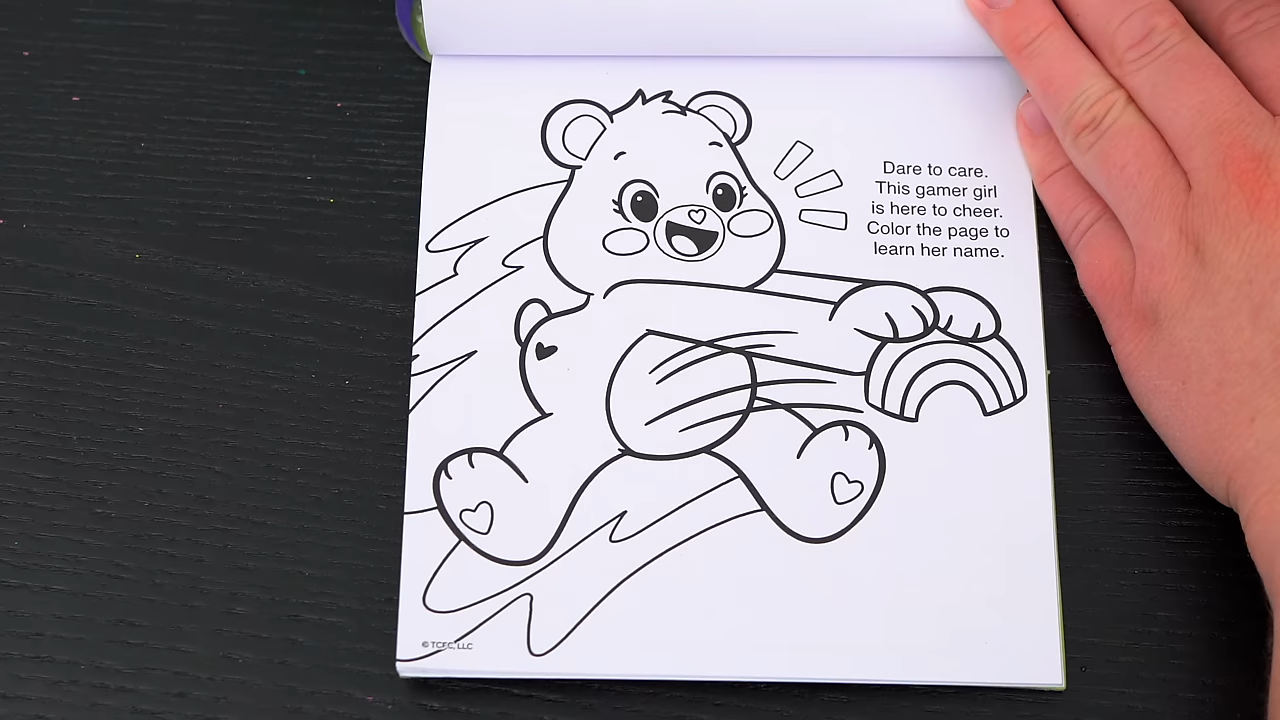 Dare to care.
This gamer girl
is here to cheer.
Color the page to
learn her name.
© TCFC, LLC